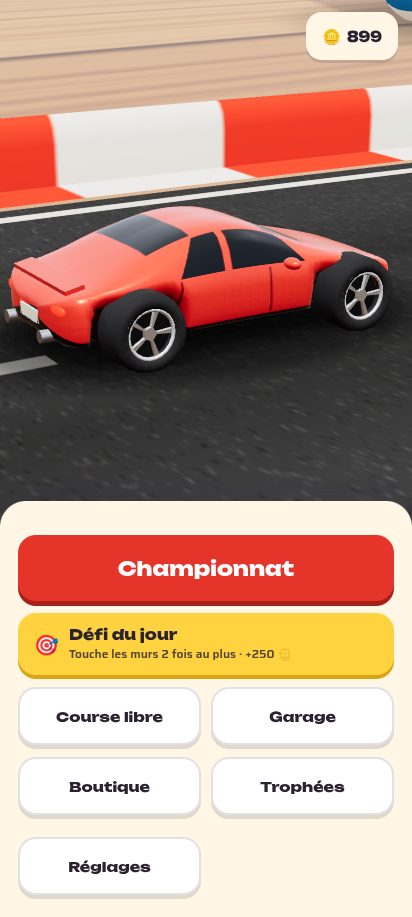 899
Championnat
Défi du jour
Touche les murs 2 fois au plus · +250
Course libre
Garage
Boutique
Trophées
Réglages